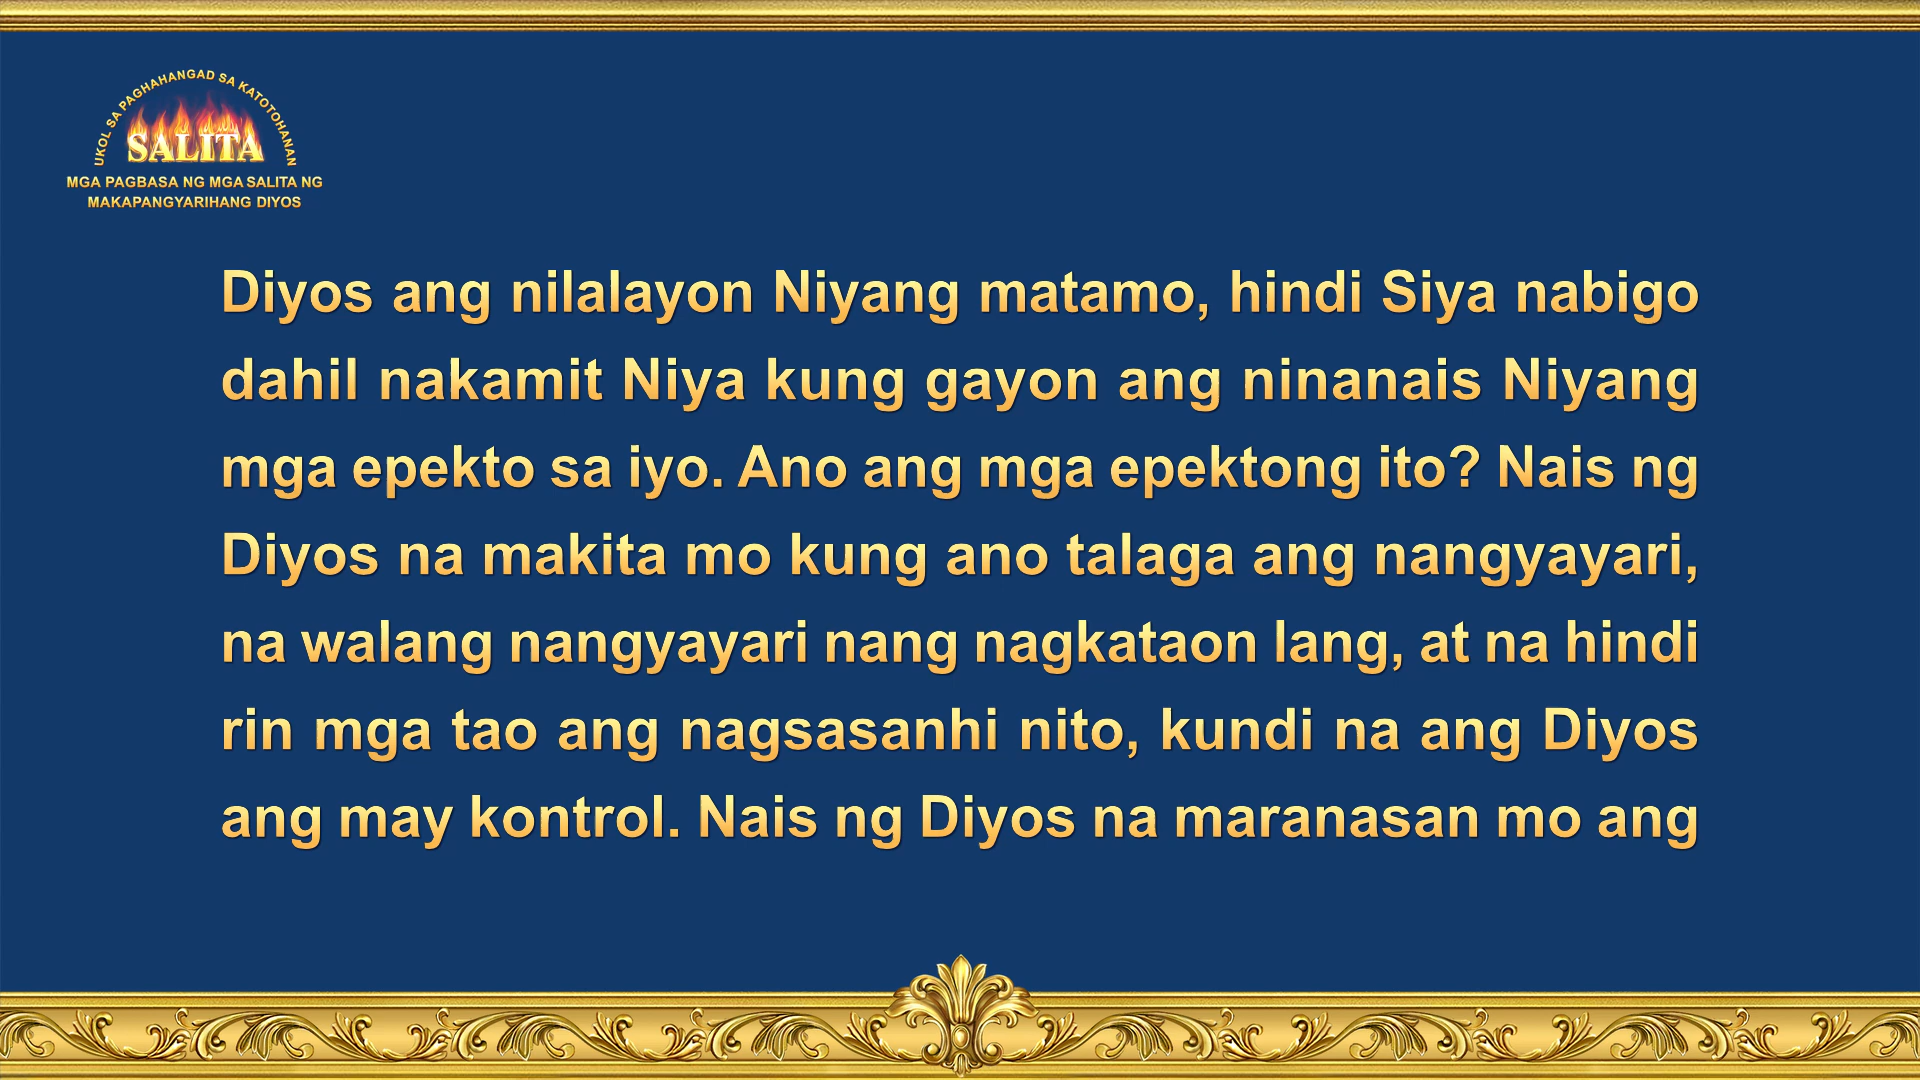 UKOL SA PAGHAHANGAD SA KATOTOHANAN
SALITA
MGA PAGBASA NG MGA SALITA NG
MAKAPANGYARIHANG DIYOS
Diyos ang nilalayon Niyang matamo, hindi Siya nabigo
dahil nakamit Niya kung gayon ang ninanais Niyang
mga epekto sa iyo. Ano ang mga epektong ito? Nais ng
Diyos na makita mo kung ano talaga ang nangyayari,
na walang nangyayari nang nagkataon lang, at na hindi
rin mga tao ang nagsasanhi nito, kundi na ang Diyos
ang may kontrol. Nais ng Diyos na maranasan mo ang